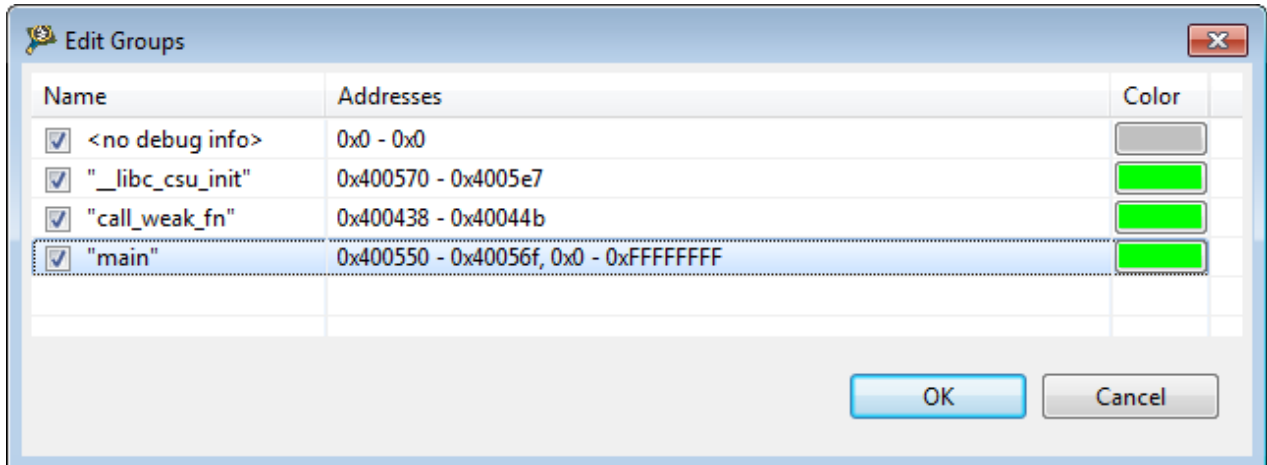 Edit Groups
Name Addresses Color
<no debug info> 0x0 - 0x0
"__libc_csu_init" 0x400570 - 0x4005e7
"call_weak_fn" 0x400438 - 0x40044b
"main" 0x400550 - 0x40056f, 0x0 - 0xFFFFFFFF
OK Cancel